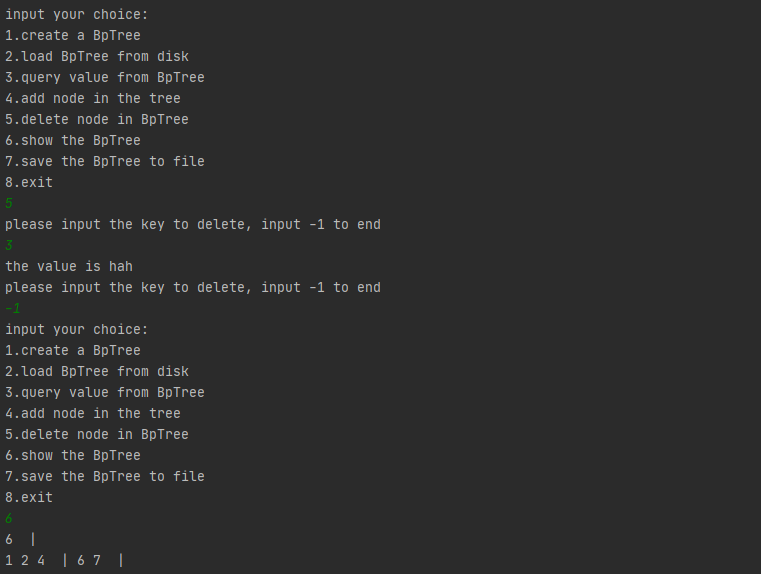 input your choice:
1.create a BpTree
2.load BpTree from disk
3.query value from BpTree
4.add node in the tree
5.delete node in BpTree
6.show the BpTree
7.save the BpTree to file
8.exit
5
please input the key to delete, input -1 to end
3
the value is hah
please input the key to delete, input -1 to end
-1
input your choice:
1.create a BpTree
2.load BpTree from disk
3.query value from BpTree
4.add node in the tree
5.delete node in BpTree
6.show the BpTree
7.save the BpTree to file
8.exit
6
6  |
1 2 4  | 6 7  |